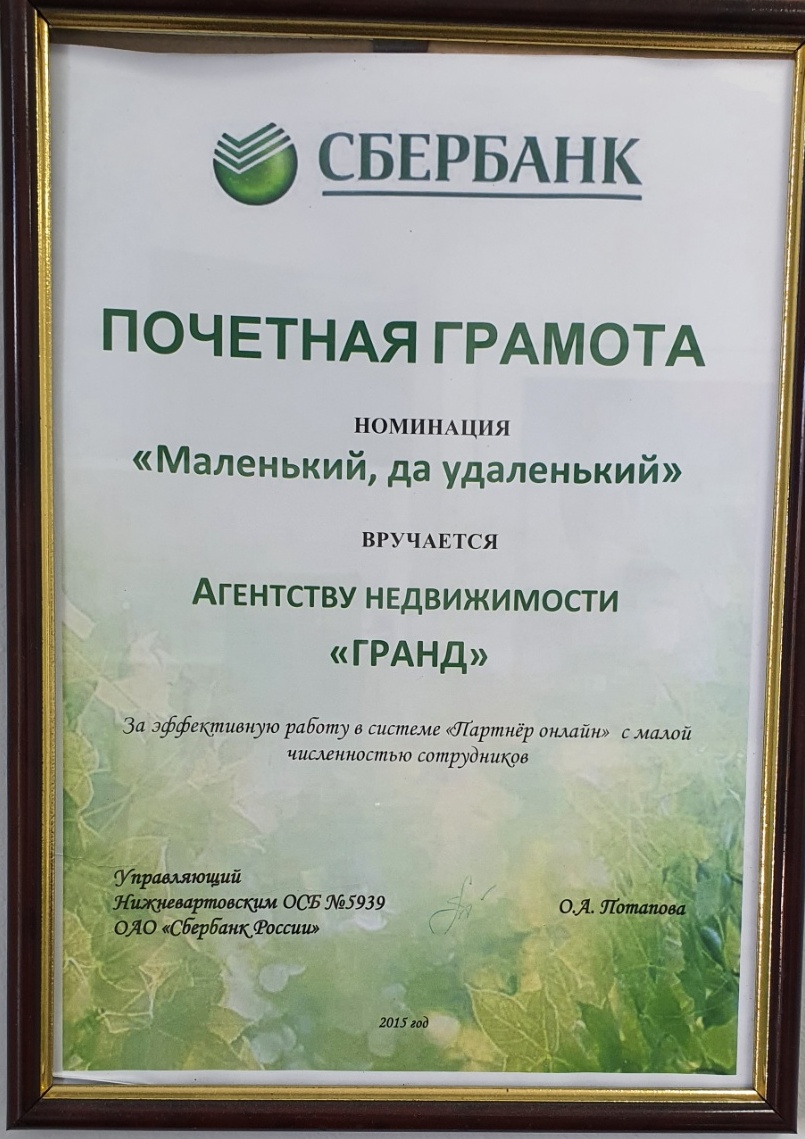 СБЕРБАНК
ПОЧЕТНАЯ ГРАМОТА
НОМИНАЦИЯ
«Маленький, да удаленький»
ВРУЧАЕТСЯ
АГЕНТСТВУ НЕДВИЖИМОСТИ
«ГРАНД»
За эффективную работу в системе «Партнёр онлайн» с малой
численностью сотрудников
Управляющий
Нижневартовским ОСБ №5939
О.А. Потапова
ОАО «Сбербанк России»
2015 год